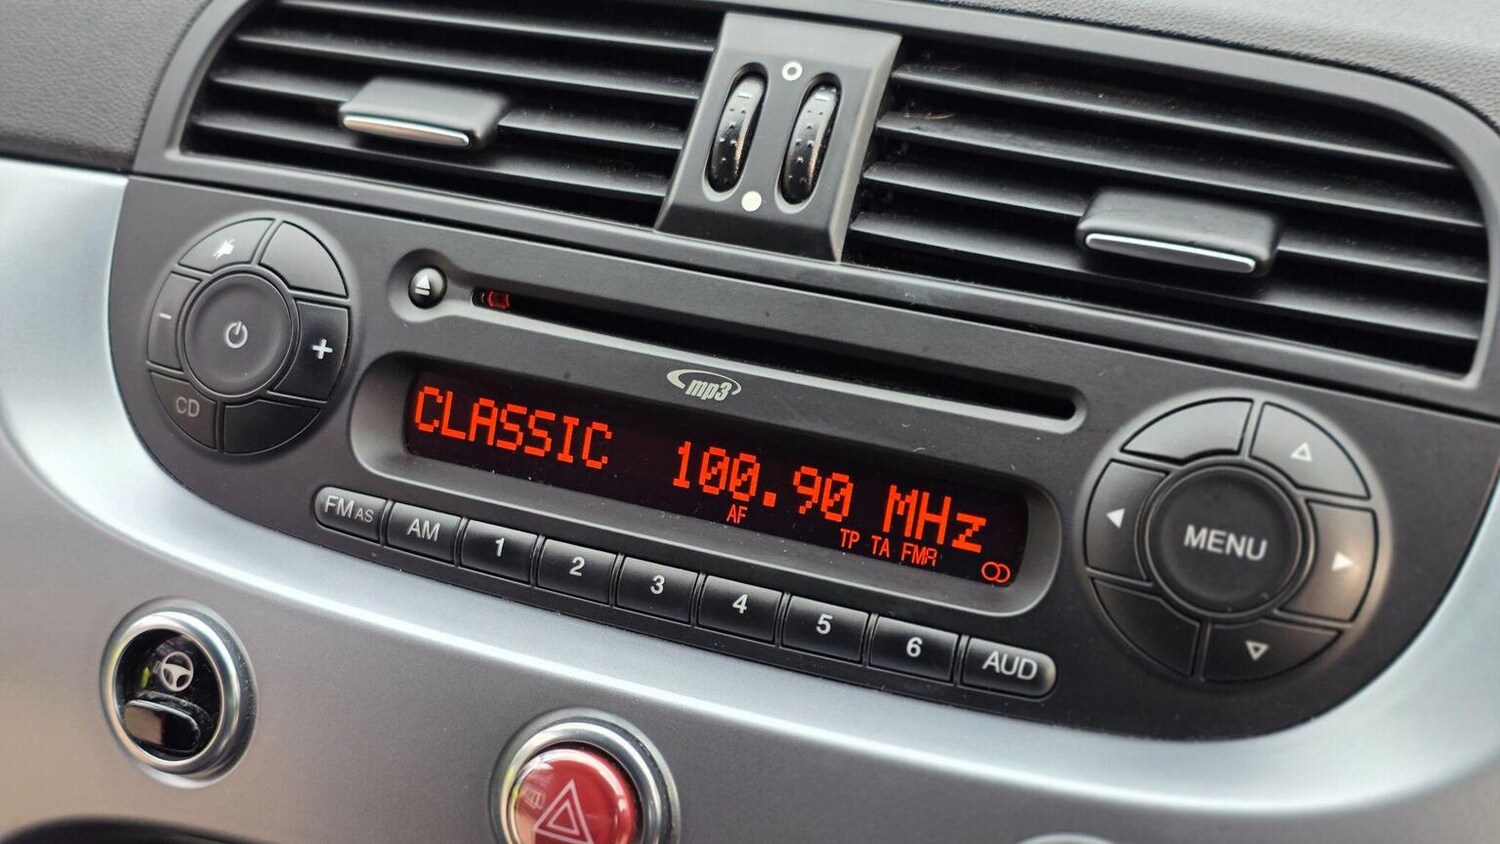 mp3
CLASSIC 100.90 MHz
AF TP TA FMA
CD
FM AS AM 1 2 3 4 5 6 AUD
MENU